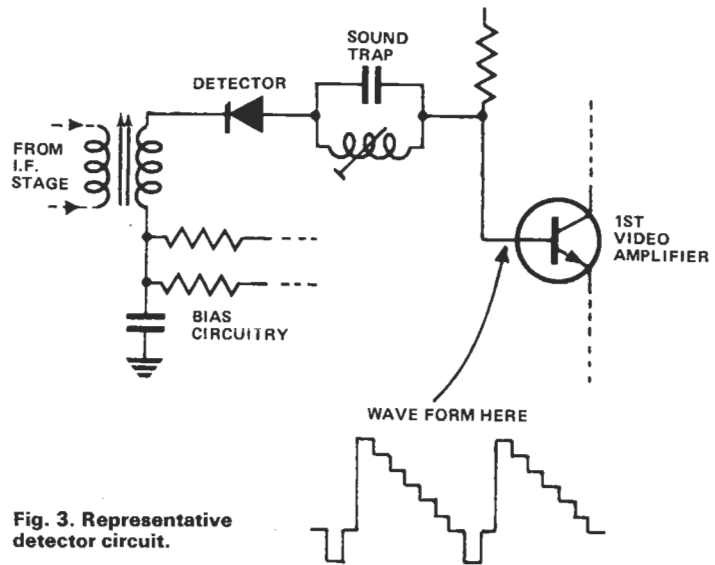 SOUND
TRAP
DETECTOR
FROM
I.F.
STAGE
1ST
VIDEO
AMPLIFIER
BIAS
CIRCUITRY
WAVE FORM HERE
Fig. 3. Representative
detector circuit.